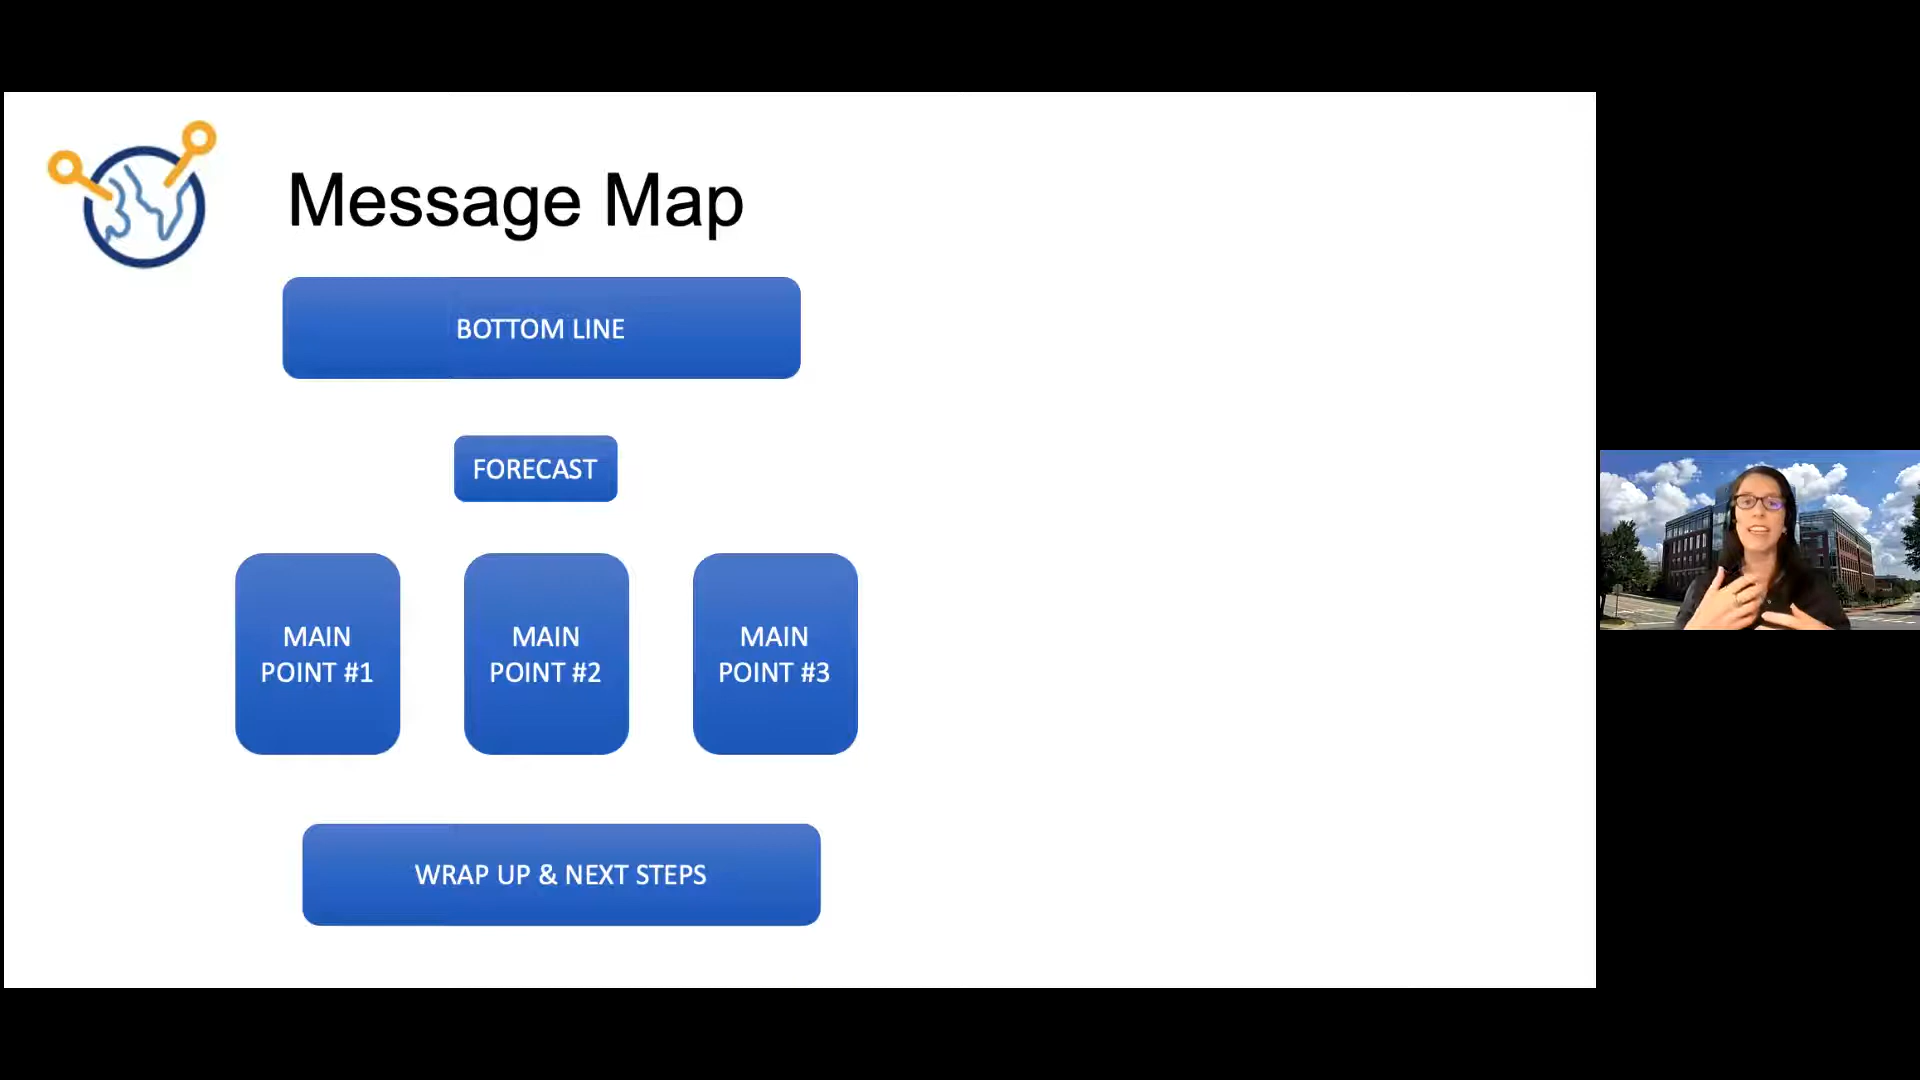 Message Map
BOTTOM LINE
FORECAST
MAIN
POINT #1
MAIN
POINT #2
MAIN
POINT #3
WRAP UP & NEXT STEPS